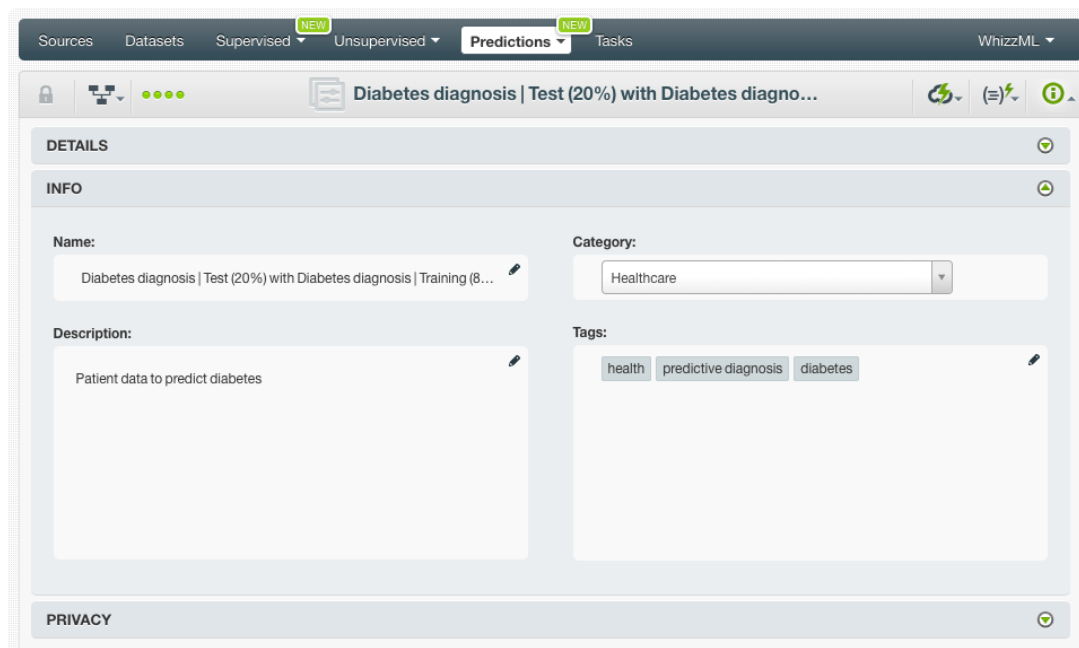 NEW
NEW
Sources Datasets Supervised Unsupervised Predictions Tasks WhizzML
Diabetes diagnosis | Test (20%) with Diabetes diagno...
DETAILS
INFO
Name: Category:
Diabetes diagnosis | Test (20%) with Diabetes diagnosis | Training (8... Healthcare
Description: Tags:
Patient data to predict diabetes health predictive diagnosis diabetes
PRIVACY